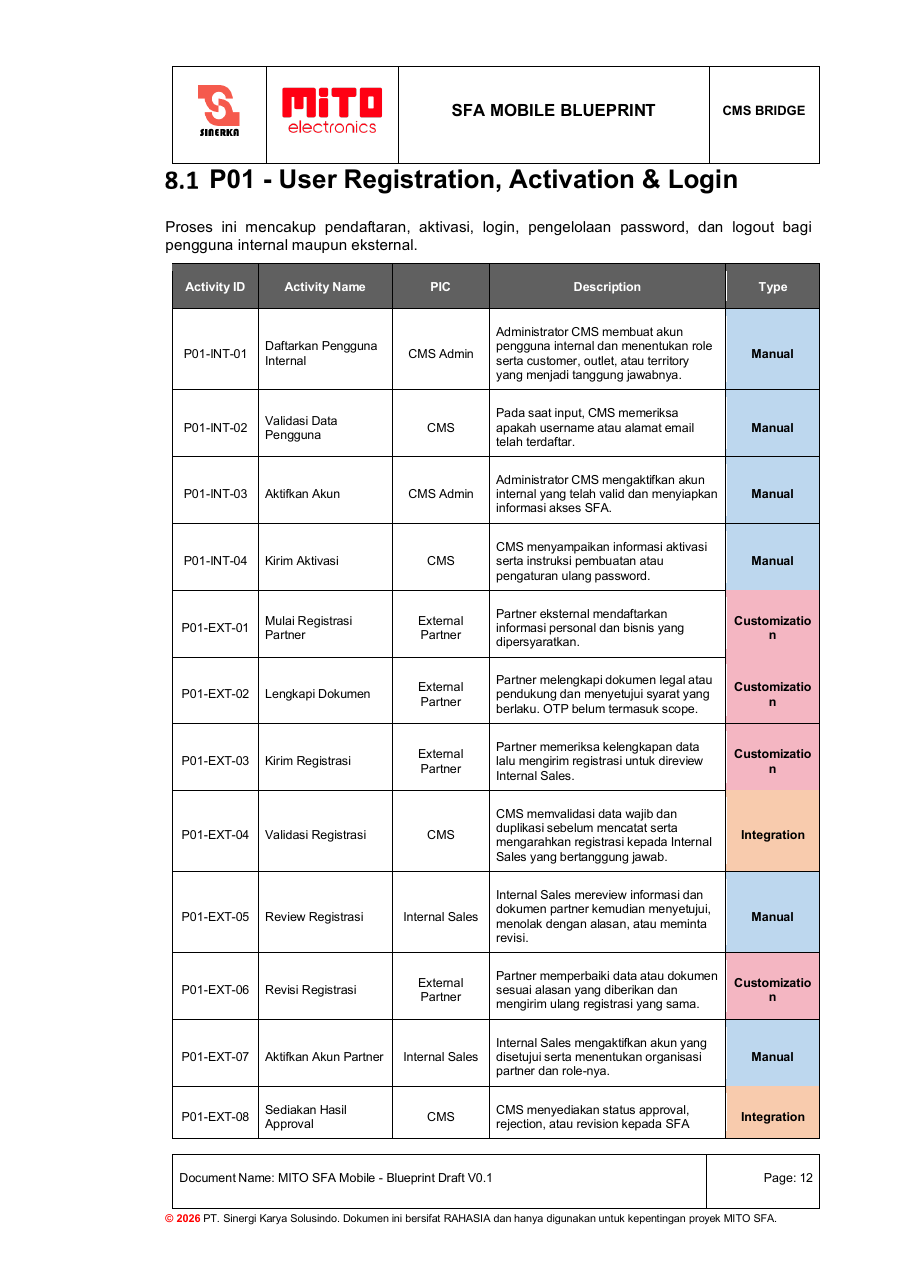 SINERKA
MiTO
electronics
SFA MOBILE BLUEPRINT
CMS BRIDGE
8.1 P01 - User Registration, Activation & Login
Proses ini mencakup pendaftaran, aktivasi, login, pengelolaan password, dan logout bagi
pengguna internal maupun eksternal.
Activity ID
Activity Name
PIC
Description
Type
P01-INT-01
Daftarkan Pengguna
Internal
CMS Admin
Administrator CMS membuat akun
pengguna internal dan menentukan role
serta customer, outlet, atau territory
yang menjadi tanggung jawabnya.
Manual
P01-INT-02
Validasi Data
Pengguna
CMS
Pada saat input, CMS memeriksa
apakah username atau alamat email
telah terdaftar.
Manual
P01-INT-03
Aktifkan Akun
CMS Admin
Administrator CMS mengaktifkan akun
internal yang telah valid dan menyiapkan
informasi akses SFA.
Manual
P01-INT-04
Kirim Aktivasi
CMS
CMS menyampaikan informasi aktivasi
serta instruksi pembuatan atau
pengaturan ulang password.
Manual
P01-EXT-01
Mulai Registrasi
Partner
External
Partner
Partner eksternal mendaftarkan
informasi personal dan bisnis yang
dipersyaratkan.
Customizatio
n
P01-EXT-02
Lengkapi Dokumen
External
Partner
Partner melengkapi dokumen legal atau
pendukung dan menyetujui syarat yang
berlaku. OTP belum termasuk scope.
Customizatio
n
P01-EXT-03
Kirim Registrasi
External
Partner
Partner memeriksa kelengkapan data
lalu mengirim registrasi untuk direview
Internal Sales.
Customizatio
n
P01-EXT-04
Validasi Registrasi
CMS
CMS memvalidasi data wajib dan
duplikasi sebelum mencatat serta
mengarahkan registrasi kepada Internal
Sales yang bertanggung jawab.
Integration
P01-EXT-05
Review Registrasi
Internal Sales
Internal Sales mereview informasi dan
dokumen partner kemudian menyetujui,
menolak dengan alasan, atau meminta
revisi.
Manual
P01-EXT-06
Revisi Registrasi
External
Partner
Partner memperbaiki data atau dokumen
sesuai alasan yang diberikan dan
mengirim ulang registrasi yang sama.
Customizatio
n
P01-EXT-07
Aktifkan Akun Partner
Internal Sales
Internal Sales mengaktifkan akun yang
disetujui serta menentukan organisasi
partner dan role-nya.
Manual
P01-EXT-08
Sediakan Hasil
Approval
CMS
CMS menyediakan status approval,
rejection, atau revision kepada SFA
Integration
Document Name: MITO SFA Mobile - Blueprint Draft V0.1
Page: 12
© 2026 PT. Sinergi Karya Solusindo. Dokumen ini bersifat RAHASIA dan hanya digunakan untuk kepentingan proyek MITO SFA.